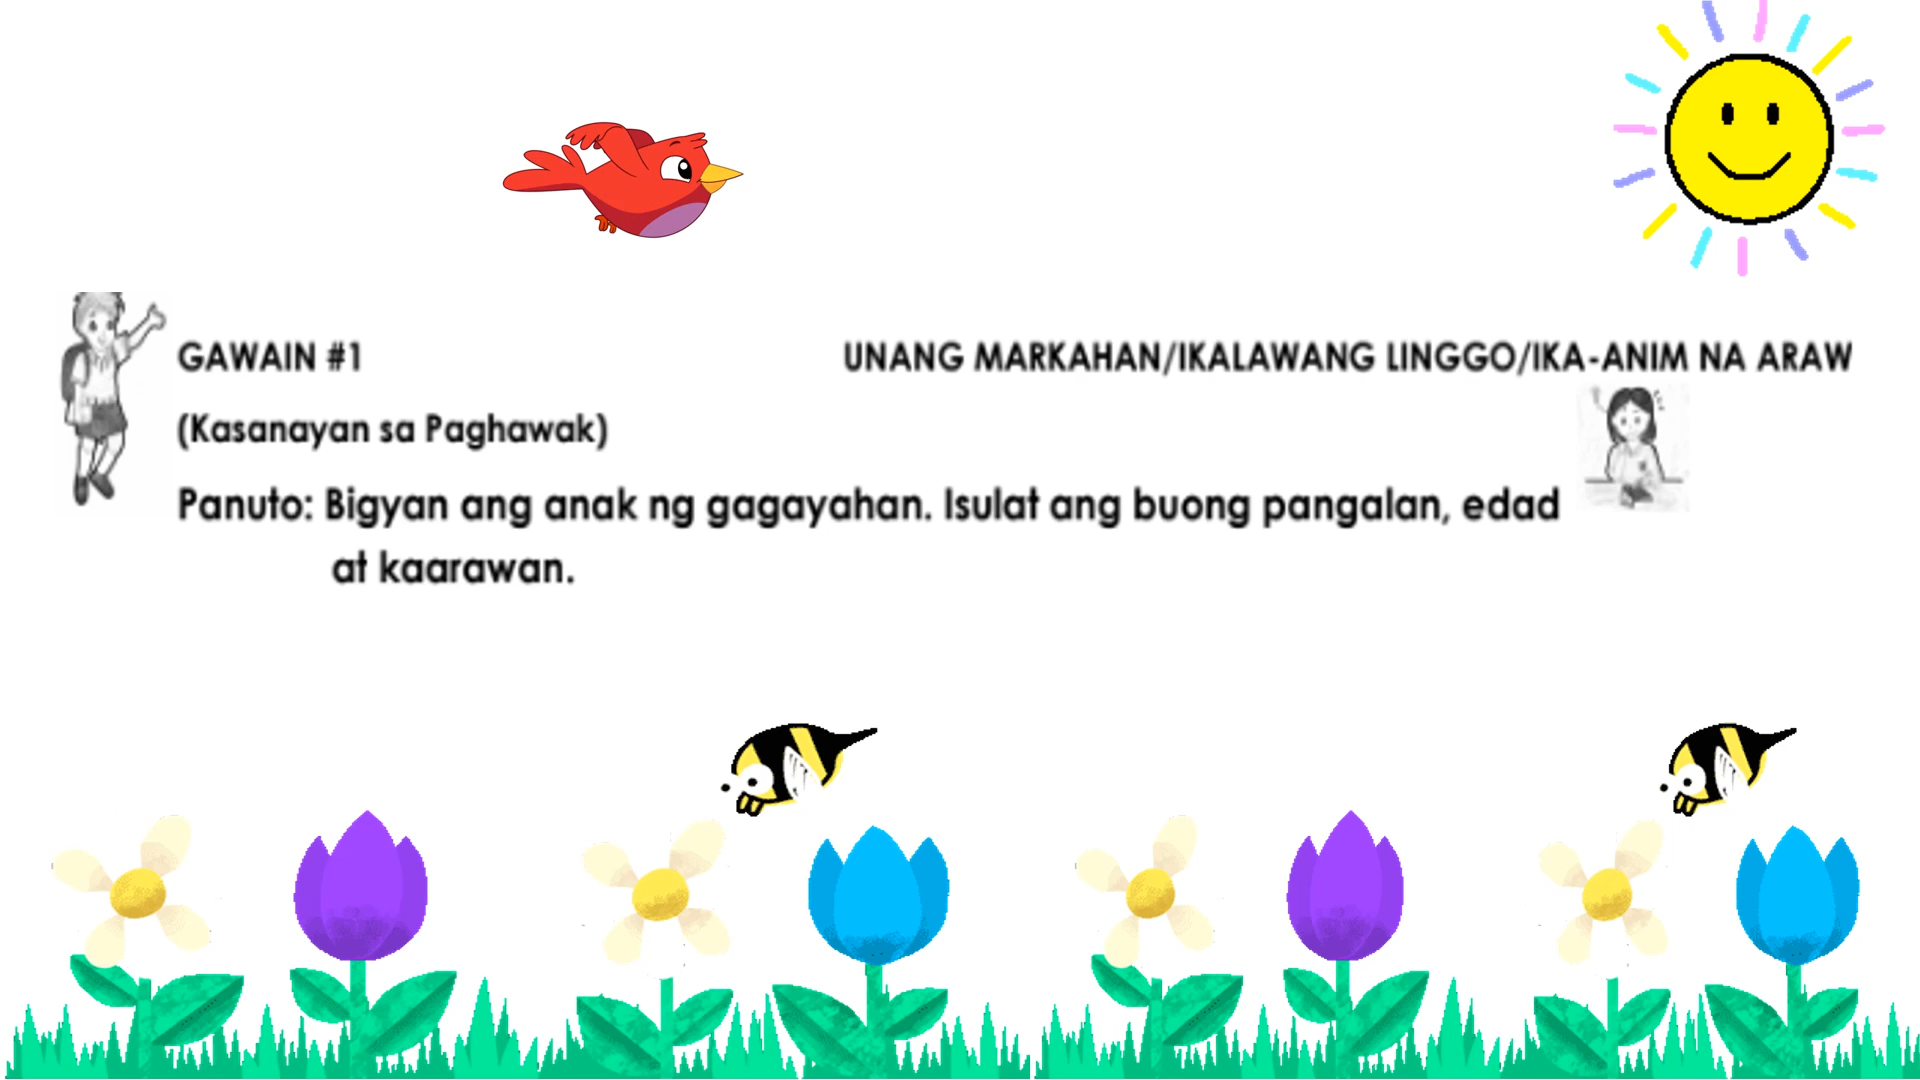 GAWAIN #1 UNANG MARKAHAN/IKALAWANG LINGGO/IKA-ANIM NA ARAW
(Kasanayan sa Paghawak)
Panuto: Bigyan ang anak ng gagayahan. Isulat ang buong pangalan, edad
at kaarawan.